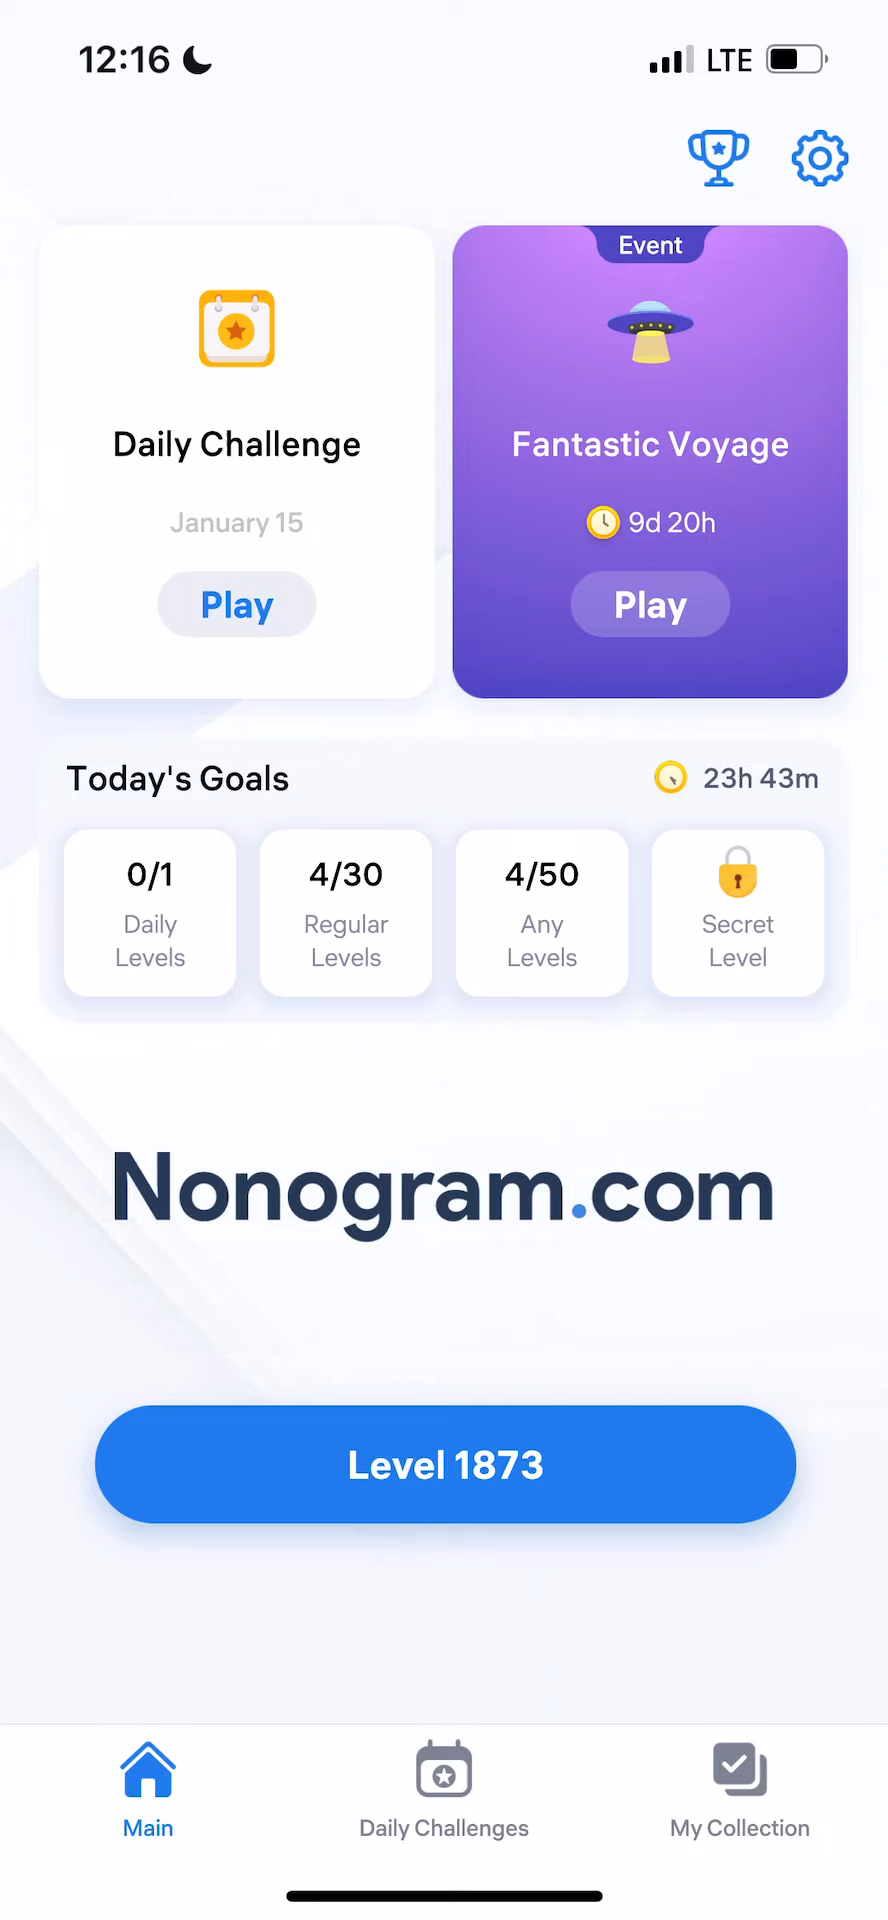 12:16
LTE
Event
Daily Challenge
Fantastic Voyage
January 15
9d 20h
Play
Play
Today's Goals
23h 43m
0/1
Daily
Levels
4/30
Regular
Levels
4/50
Any
Levels
Secret
Level
Nonogram.com
Level 1873
Main
Daily Challenges
My Collection